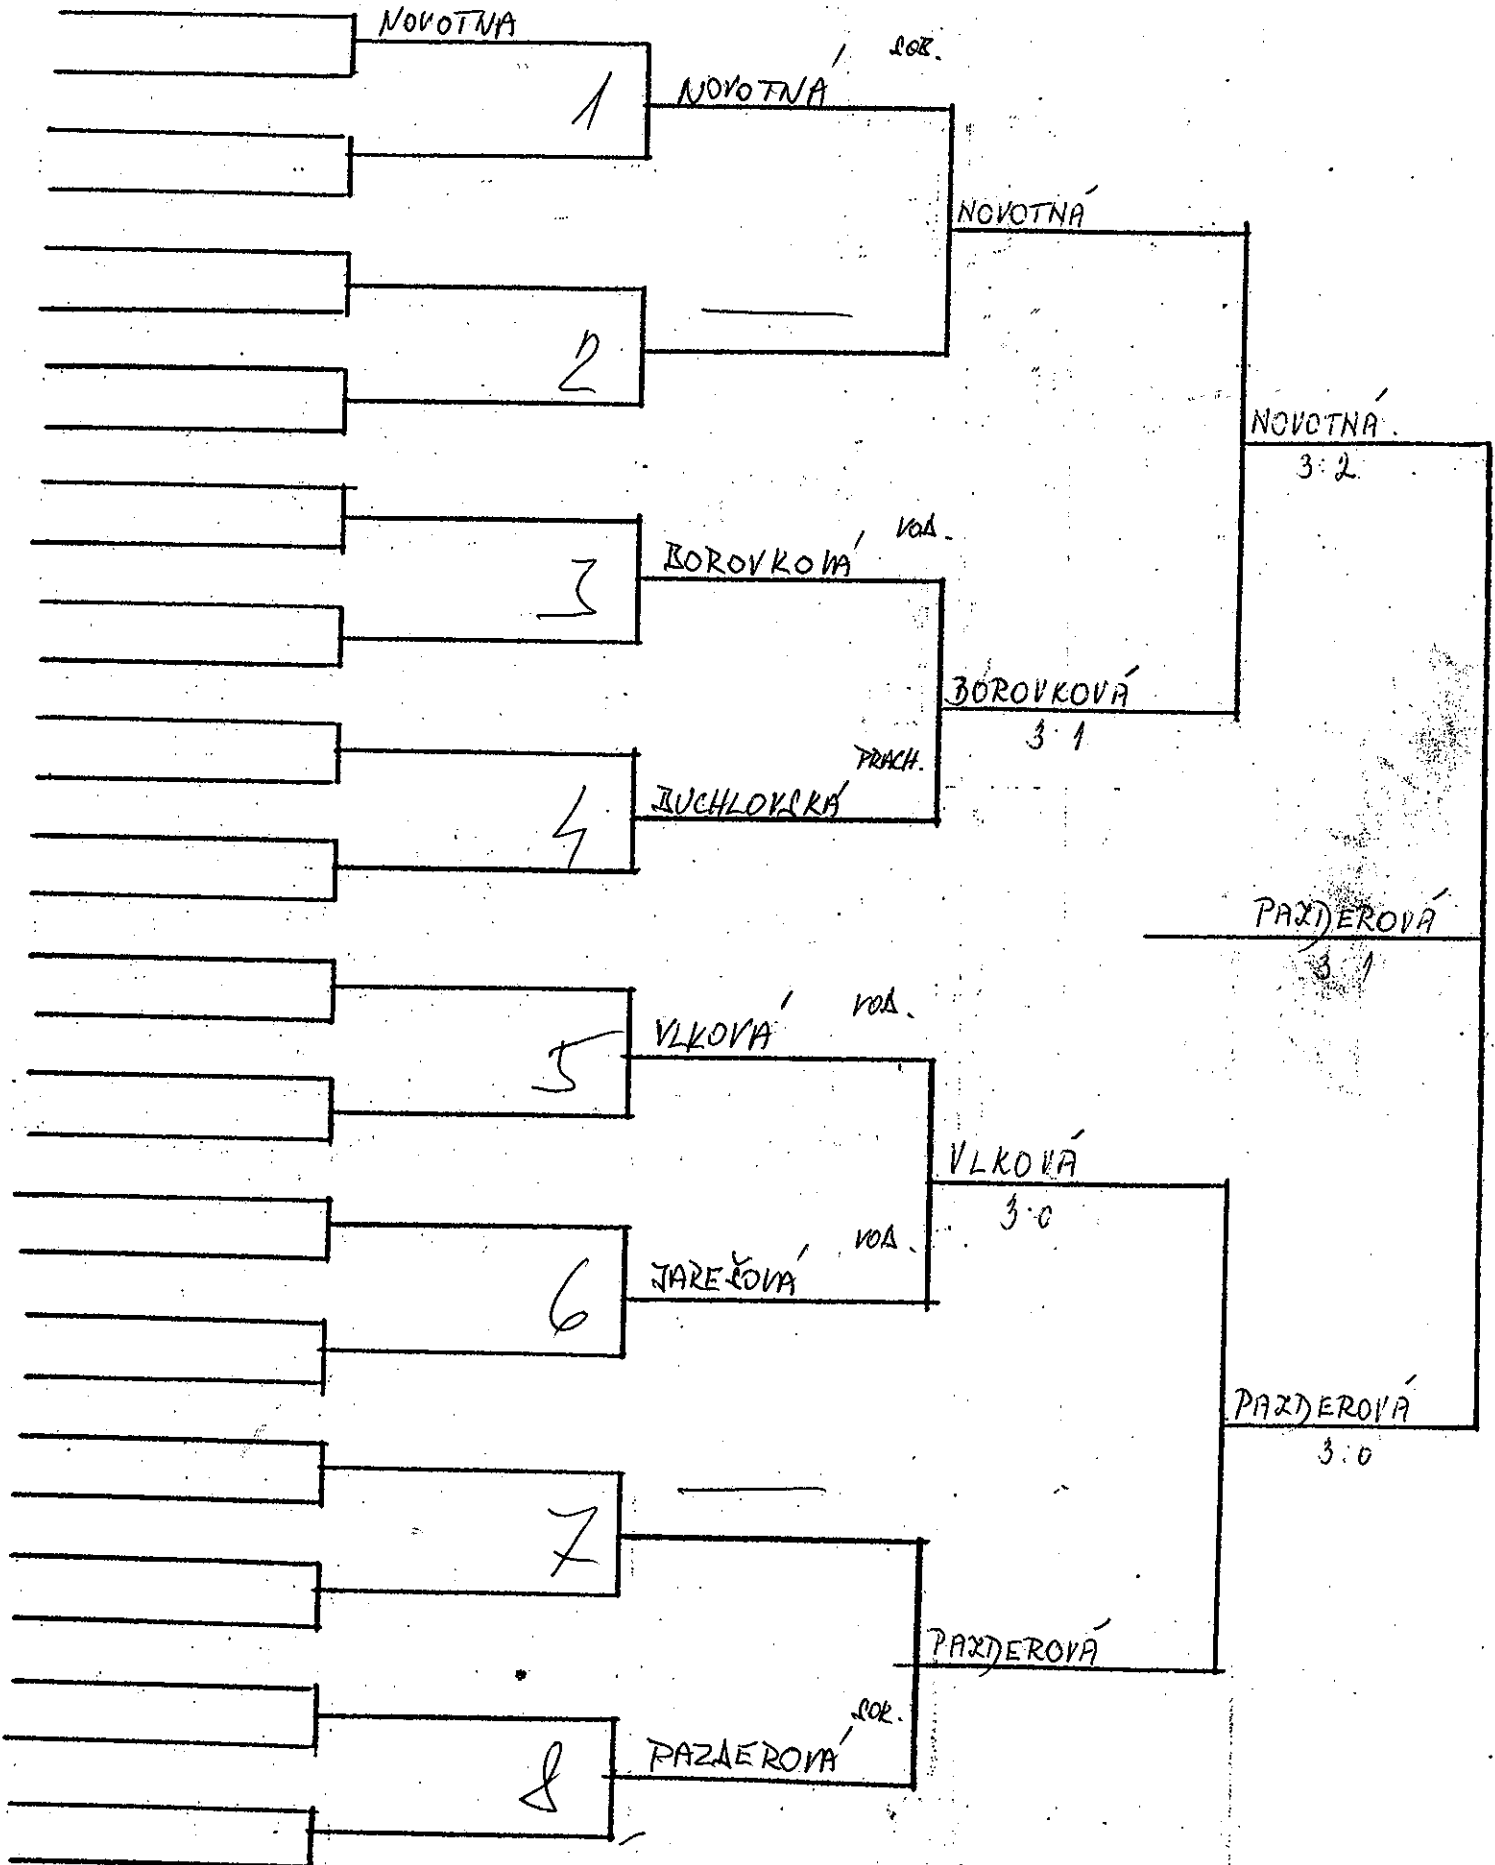 NOVOTNA
SOB.
1
NOVOTNÁ
NOVOTNÁ
2
NOVOTNÁ.
3:2
VOD.
3
BOROVKOVÁ
BOROVKOVÁ
3:1
PRACH.
4
BUCHLOVSKÁ
PAZDEROVÁ
3:1
VOD.
5
VLKOVÁ
VLKOVÁ
3:0
VOD.
6
JAREŠOVÁ
PAZDEROVÁ
3:0
7
PAZDEROVÁ
SOK.
8
PAZDEROVÁ